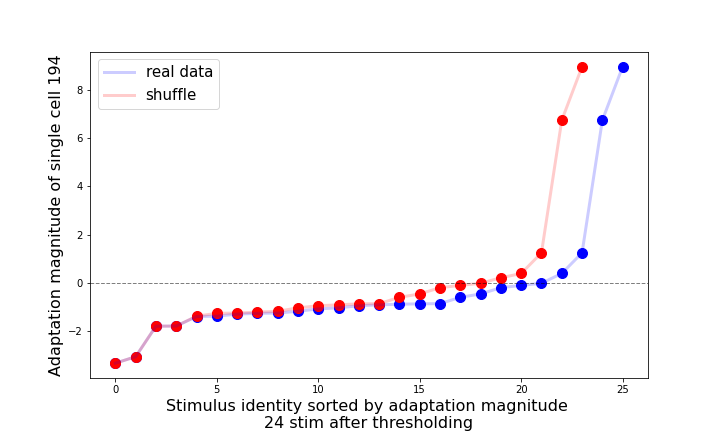 real data
shuffle
Adaptation magnitude of single cell 194
8
6
4
2
0
−2
0 5 10 15 20 25
Stimulus identity sorted by adaptation magnitude
24 stim after thresholding